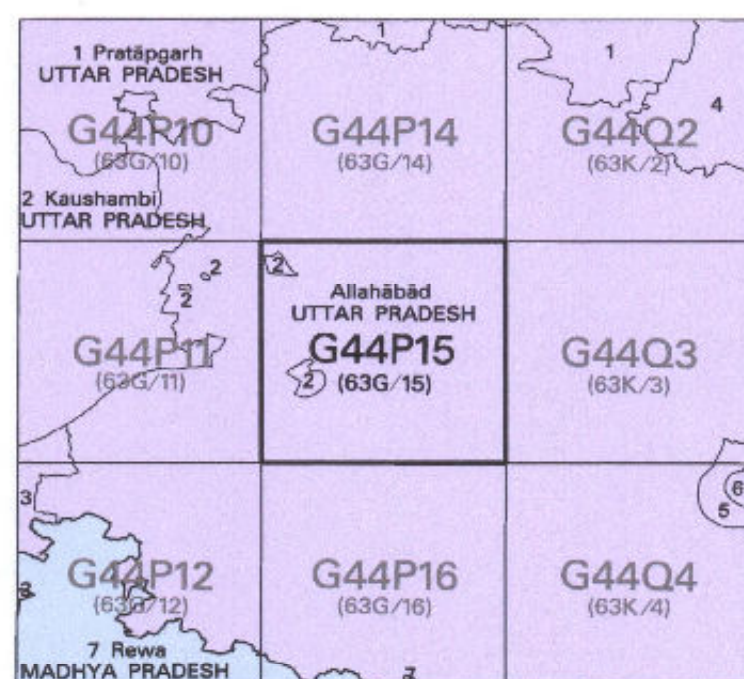 1
1
1 Pratāpgarh
UTTAR PRADESH
4
G44P10
(63G/10)
G44P14
(63G/14)
G44Q2
(63K/2)
2 Kaushambi
UTTAR PRADESH
2
2
2
Allahābād
UTTAR PRADESH
G44P11
(63G/11)
G44P15
2 (63G/15)
G44Q3
(63K/3)
3
6
5
G44P12
(63G/12)
G44P16
(63G/16)
G44Q4
(63K/4)
7 Rewa
MADHYA PRADESH
7